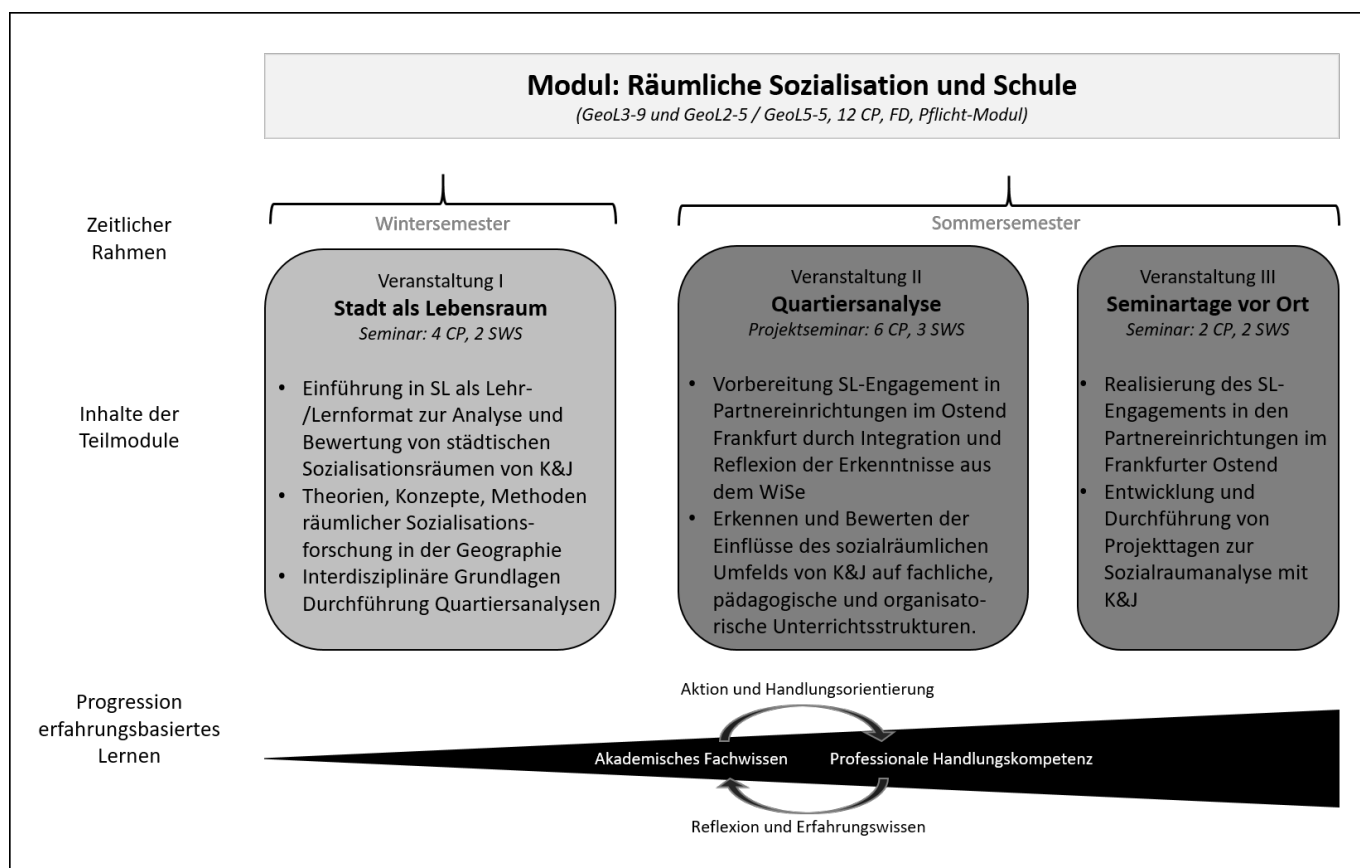 Modul: Räumliche Sozialisation und Schule
(GeoL3-9 und GeoL2-5 / GeoL5-5, 12 CP, FD, Pflicht-Modul)
Zeitlicher
Rahmen
Wintersemester
Sommersemester
Inhalte der
Teilmodule
Veranstaltung I
Stadt als Lebensraum
Seminar: 4 CP, 2 SWS
• Einführung in SL als Lehr-
/Lernformat zur Analyse und
Bewertung von städtischen
Sozialisationsräumen von K&J
• Theorien, Konzepte, Methoden
räumlicher Sozialisations-
forschung in der Geographie
• Interdisziplinäre Grundlagen
Durchführung Quartiersanalysen
Veranstaltung II
Quartiersanalyse
Projektseminar: 6 CP, 3 SWS
• Vorbereitung SL-Engagement in
Partnereinrichtungen im Ostend
Frankfurt durch Integration und
Reflexion der Erkenntnisse aus
dem WiSe
• Erkennen und Bewerten der
Einflüsse des sozialräumlichen
Umfelds von K&J auf fachliche,
pädagogische und organisato-
rische Unterrichtsstrukturen.
Veranstaltung III
Seminartage vor Ort
Seminar: 2 CP, 2 SWS
• Realisierung des SL-
Engagements in den
Partnereinrichtungen im
Frankfurter Ostend
• Entwicklung und
Durchführung von
Projekttagen zur
Sozialraumanalyse mit
K&J
Progression
erfahrungsbasiertes
Lernen
Aktion und Handlungsorientierung
Akademisches Fachwissen
Professionale Handlungskompetenz
Reflexion und Erfahrungswissen